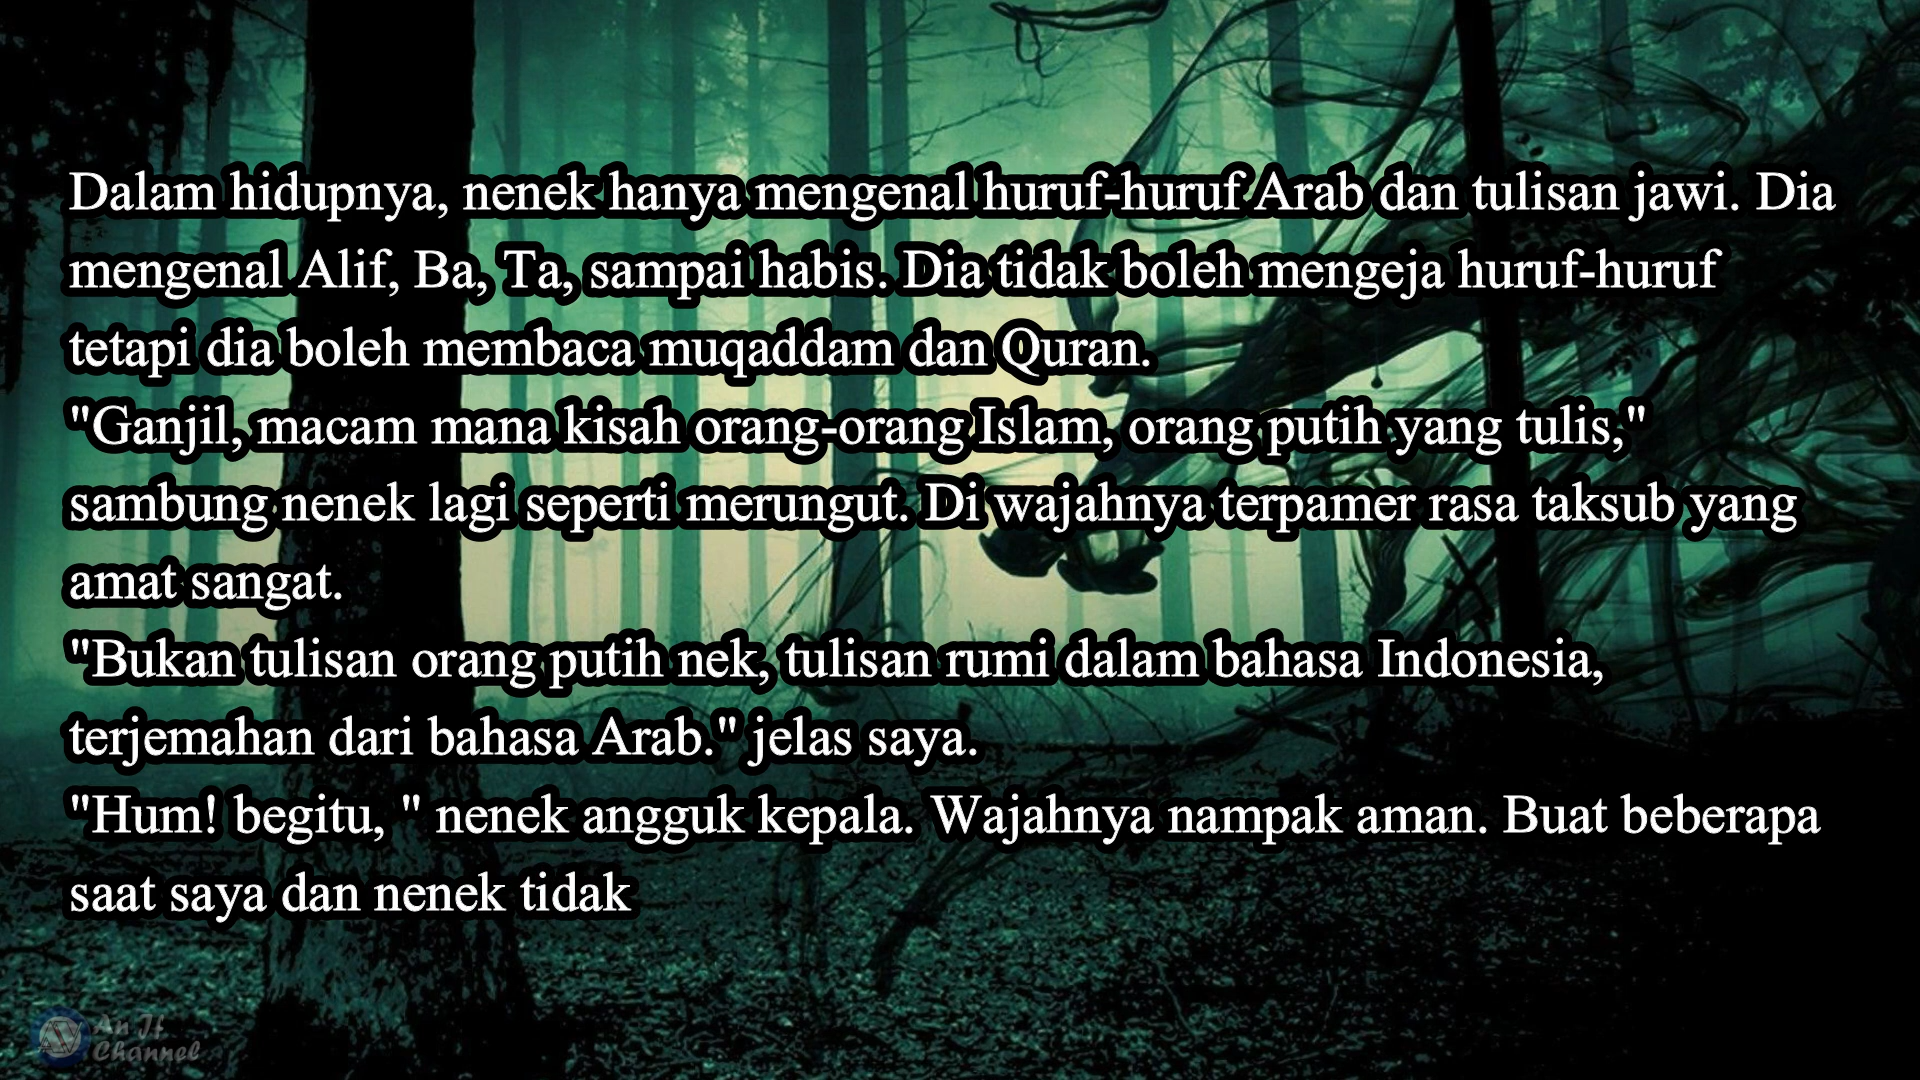 Dalam hidupnya, nenek hanya mengenal huruf-huruf Arab dan tulisan jawi. Dia
mengenal Alif, Ba, Ta, sampai habis. Dia tidak boleh mengeja huruf-huruf
tetapi dia boleh membaca muqaddam dan Quran.
"Ganjil, macam mana kisah orang-orang Islam, orang putih yang tulis,"
sambung nenek lagi seperti merungut. Di wajahnya terpamer rasa taksub yang
amat sangat.
"Bukan tulisan orang putih nek, tulisan rumi dalam bahasa Indonesia,
terjemahan dari bahasa Arab." jelas saya.
"Hum! begitu, " nenek angguk kepala. Wajahnya nampak aman. Buat beberapa
saat saya dan nenek tidak
An It
Channel